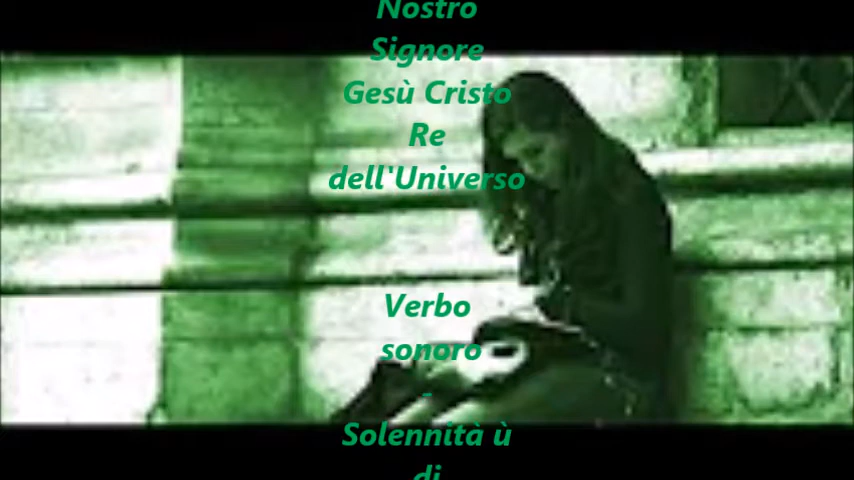 Nostro
Signore
Gesù Cristo
Re
dell'Universo
Verbo
sonoro
-
Solennità ù
di